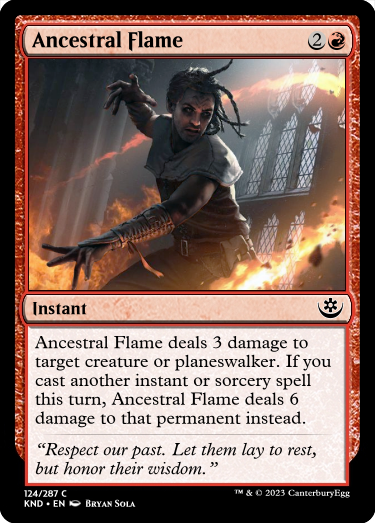 Ancestral Flame 2
Instant
Ancestral Flame deals 3 damage to
target creature or planeswalker. If you
cast another instant or sorcery spell
this turn, Ancestral Flame deals 6
damage to that permanent instead.
“Respect our past. Let them lay to rest,
but honor their wisdom.”
124/287 C
KND • EN Bryan Sola
™ & © 2023 CanterburyEgg